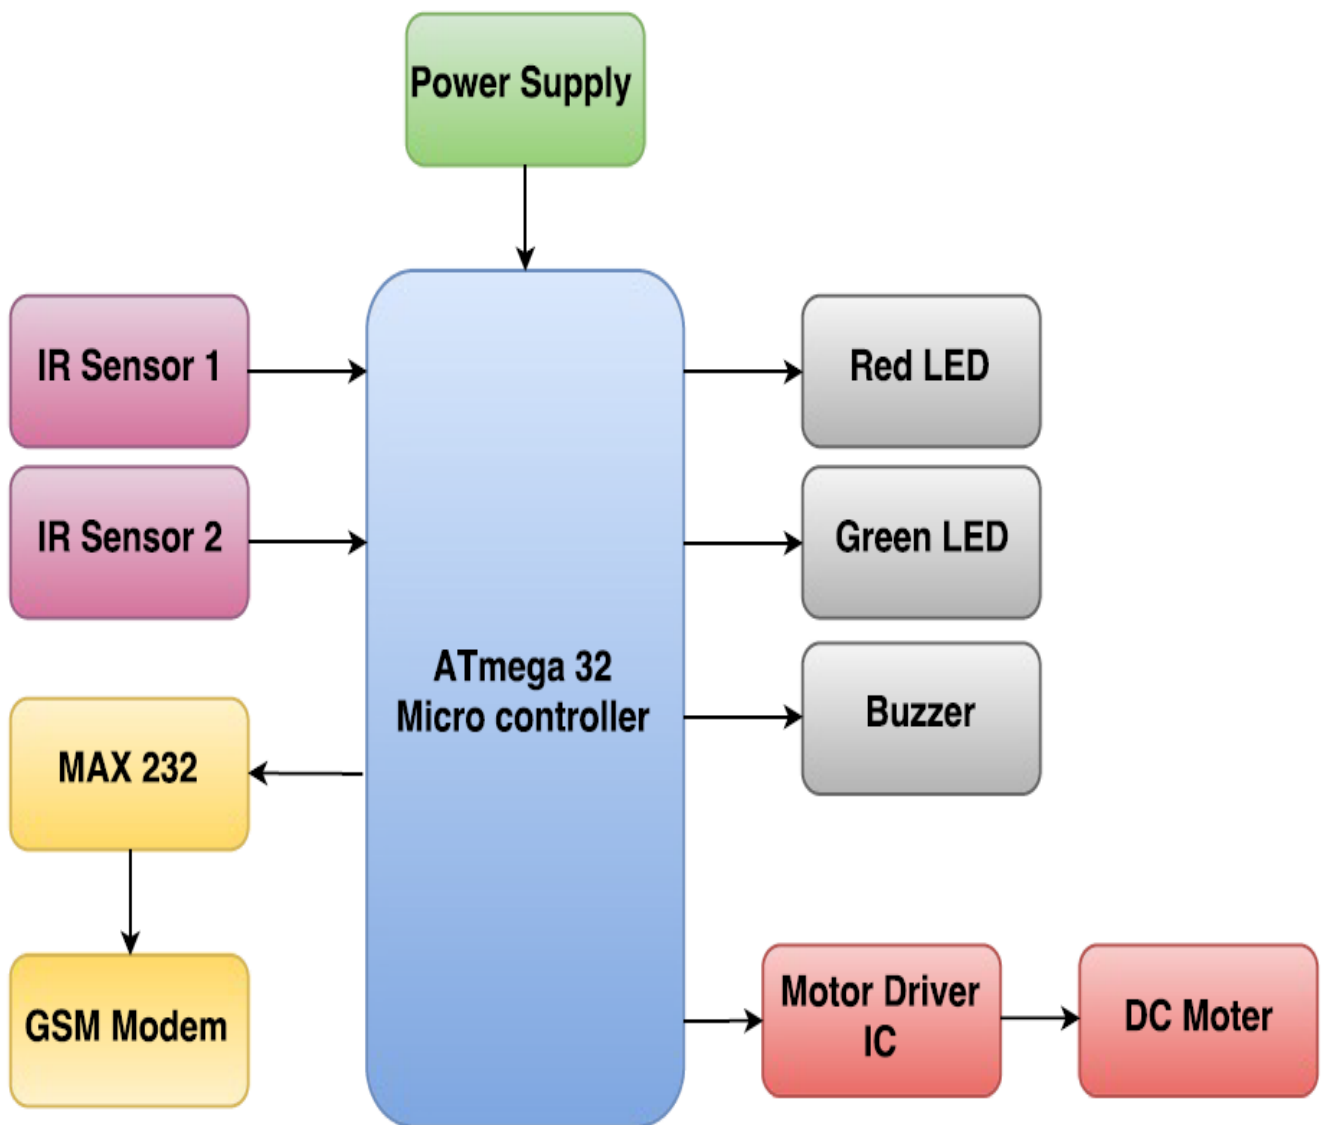 Power Supply
IR Sensor 1
Red LED
IR Sensor 2
Green LED
ATmega 32
Micro controller
Buzzer
MAX 232
Motor Driver
IC
DC Moter
GSM Modem